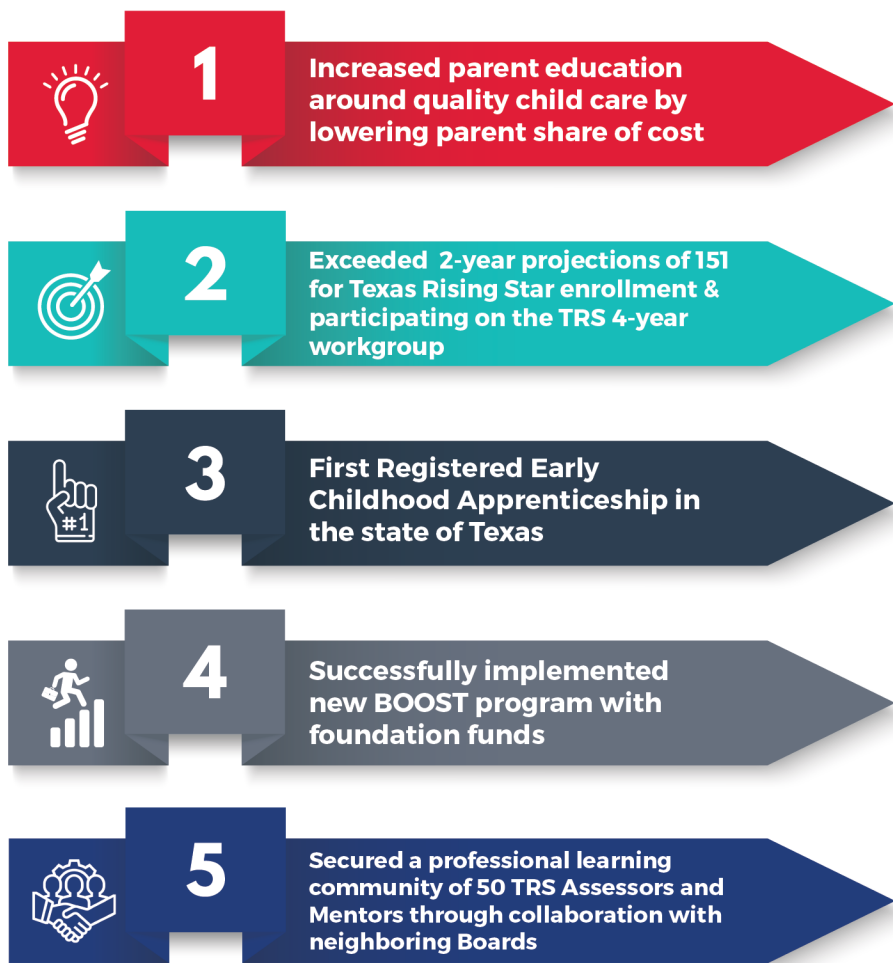 1
Increased parent education
around quality child care by
lowering parent share of cost
2
Exceeded 2-year projections of 151
for Texas Rising Star enrollment &
participating on the TRS 4-year
workgroup
3
#1
First Registered Early
Childhood Apprenticeship in
the state of Texas
4
Successfully implemented
new BOOST program with
foundation funds
5
Secured a professional learning
community of 50 TRS Assessors and
Mentors through collaboration with
neighboring Boards